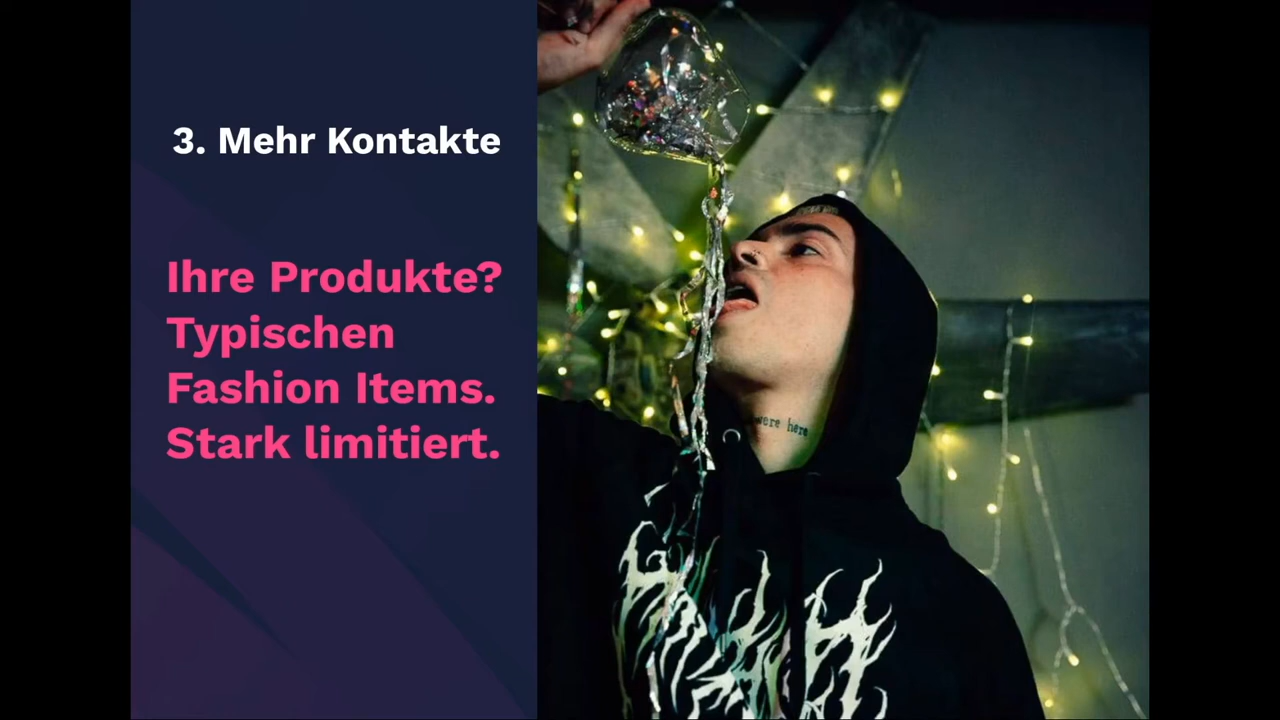 3. Mehr Kontakte
Ihre Produkte?
Typischen
Fashion Items.
Stark limitiert.
were here